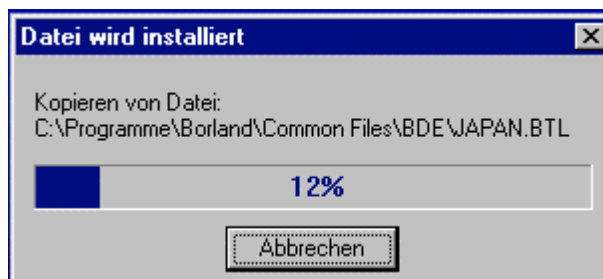 Datei wird installiert
Kopieren von Datei:
C:\Programme\Borland\Common Files\BDE\JAPAN.BTL
12%
Abbrechen